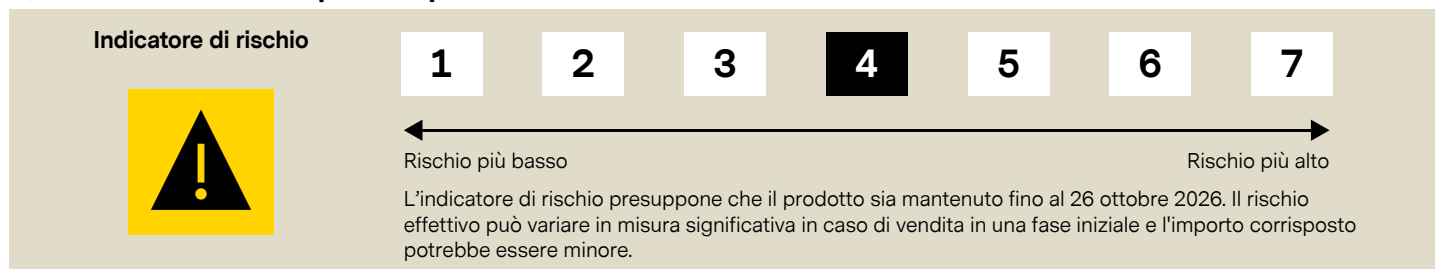 Indicatore di rischio
1 2 3 4 5 6 7
!
Rischio più basso Rischio più alto
L'indicatore di rischio presuppone che il prodotto sia mantenuto fino al 26 ottobre 2026. Il rischio
effettivo può variare in misura significativa in caso di vendita in una fase iniziale e l'importo corrisposto
potrebbe essere minore.